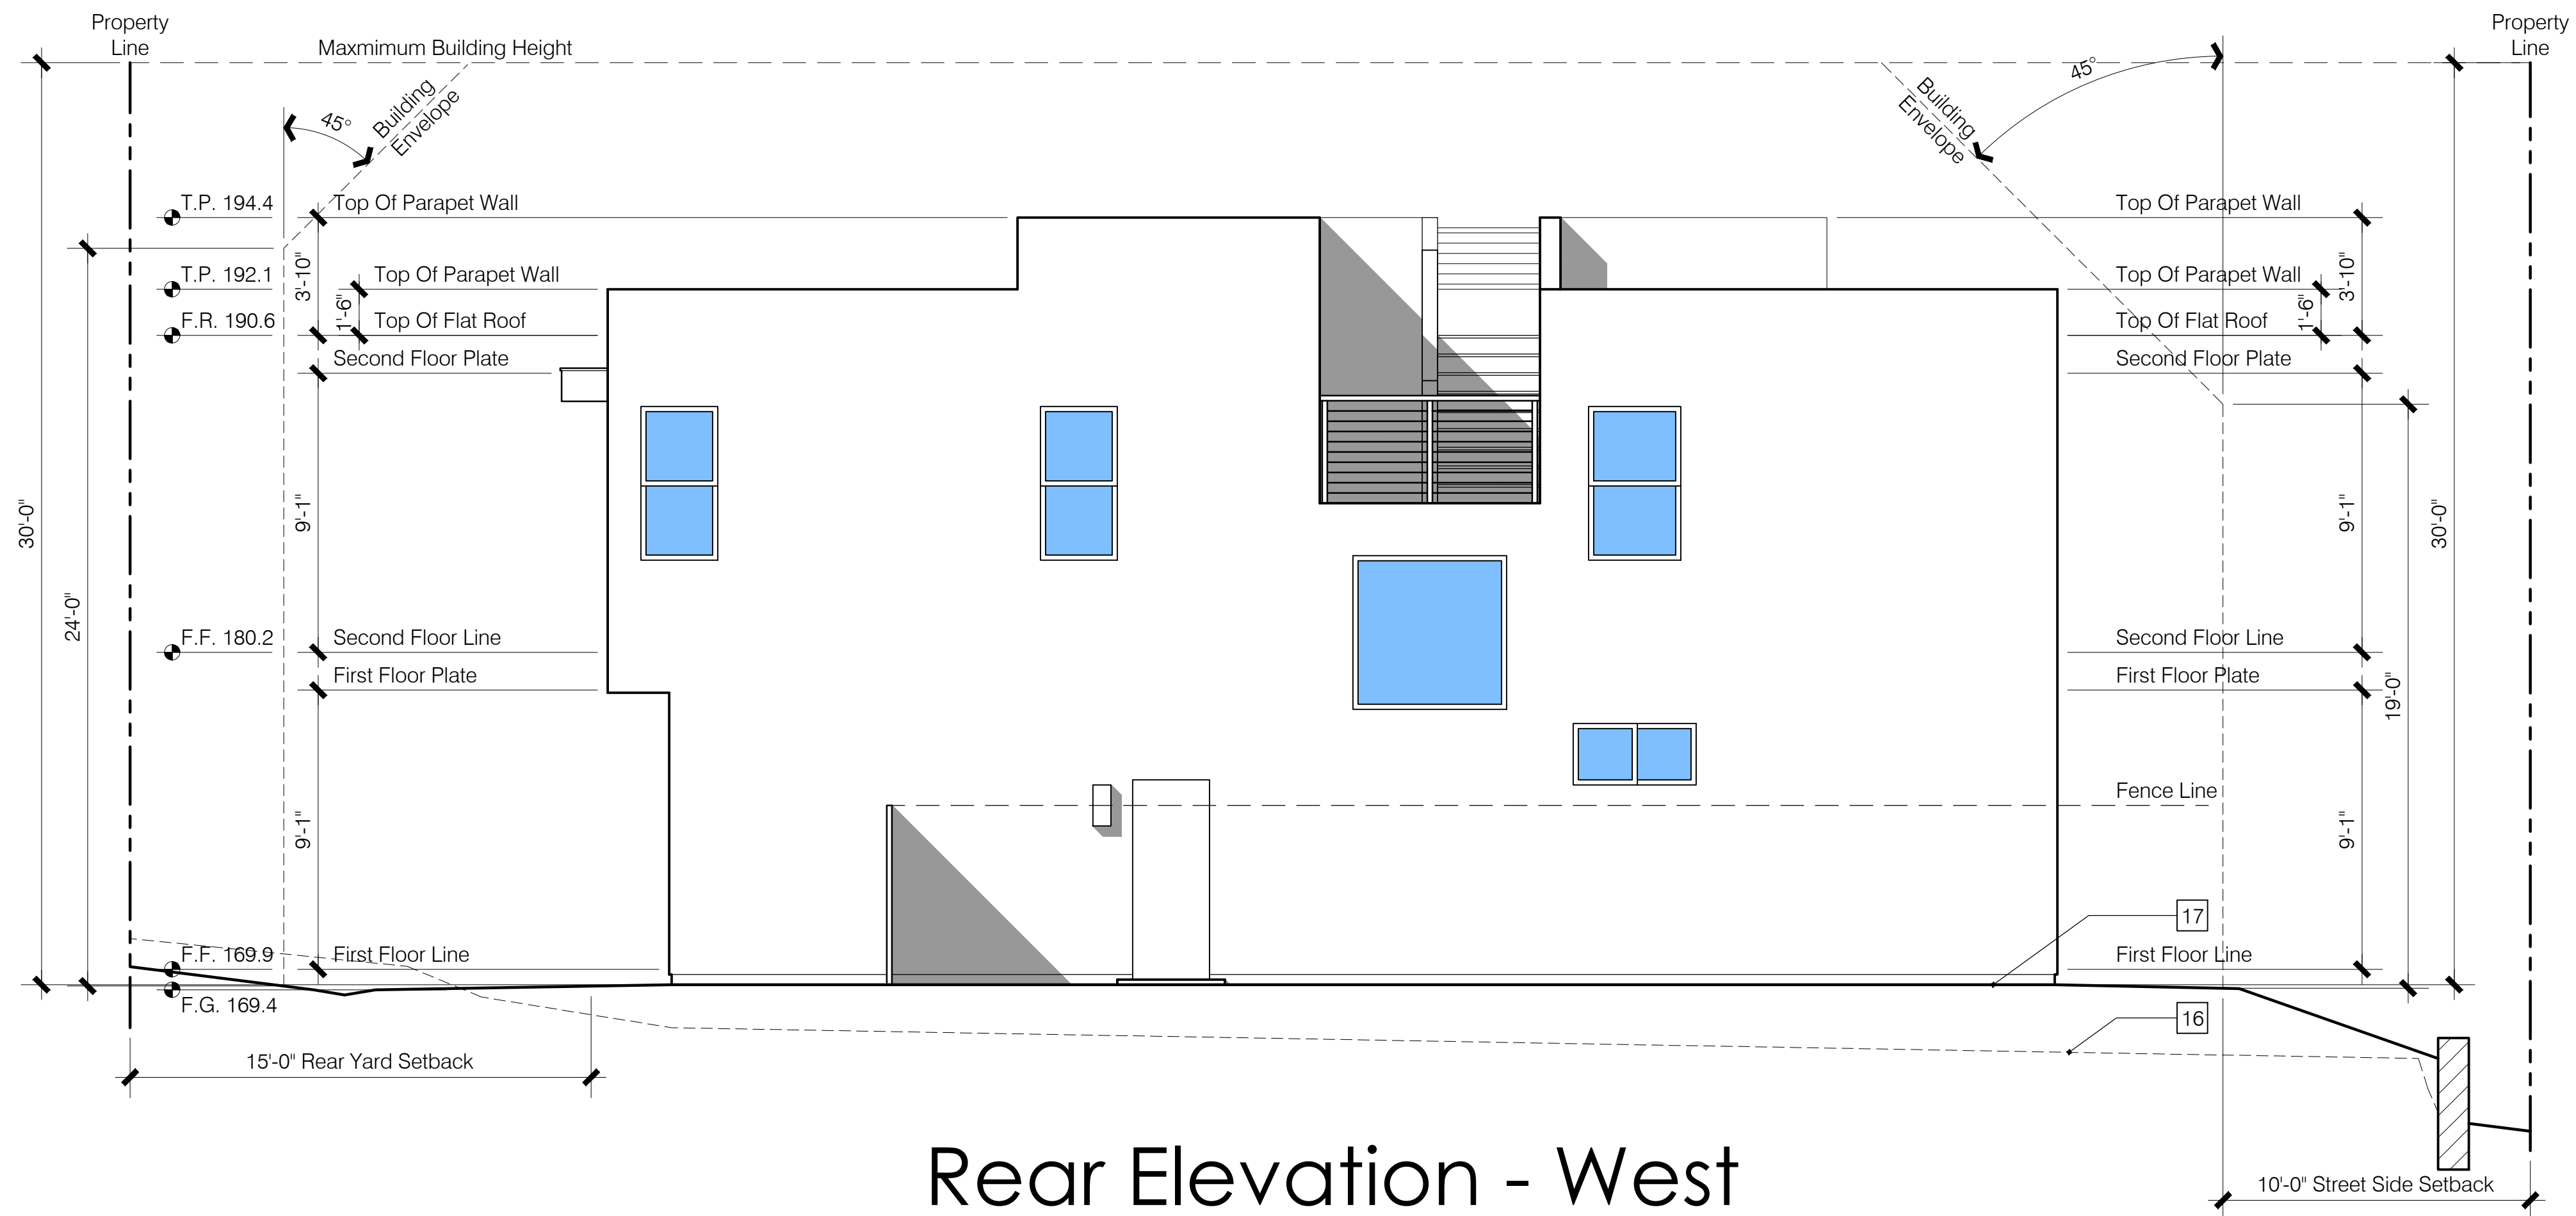 Property
Line
Maxmimum Building Height
Property
Line
45°
Building
Envelope
Building
Envelope
45°
T.P. 194.4
Top Of Parapet Wall
Top Of Parapet Wall
T.P. 192.1
Top Of Parapet Wall
Top Of Parapet Wall
3'-10"
1'-6"
3'-10"
1'-6"
F.R. 190.6
Top Of Flat Roof
Top Of Flat Roof
Second Floor Plate
Second Floor Plate
30'-0"
24'-0"
9'-1"
9'-1"
30'-0"
F.F. 180.2
Second Floor Line
Second Floor Line
First Floor Plate
First Floor Plate
19'-0"
Fence Line
9'-1"
9'-1"
17
F.F. 169.9
First Floor Line
First Floor Line
F.G. 169.4
16
15'-0" Rear Yard Setback
Rear Elevation - West
10'-0" Street Side Setback